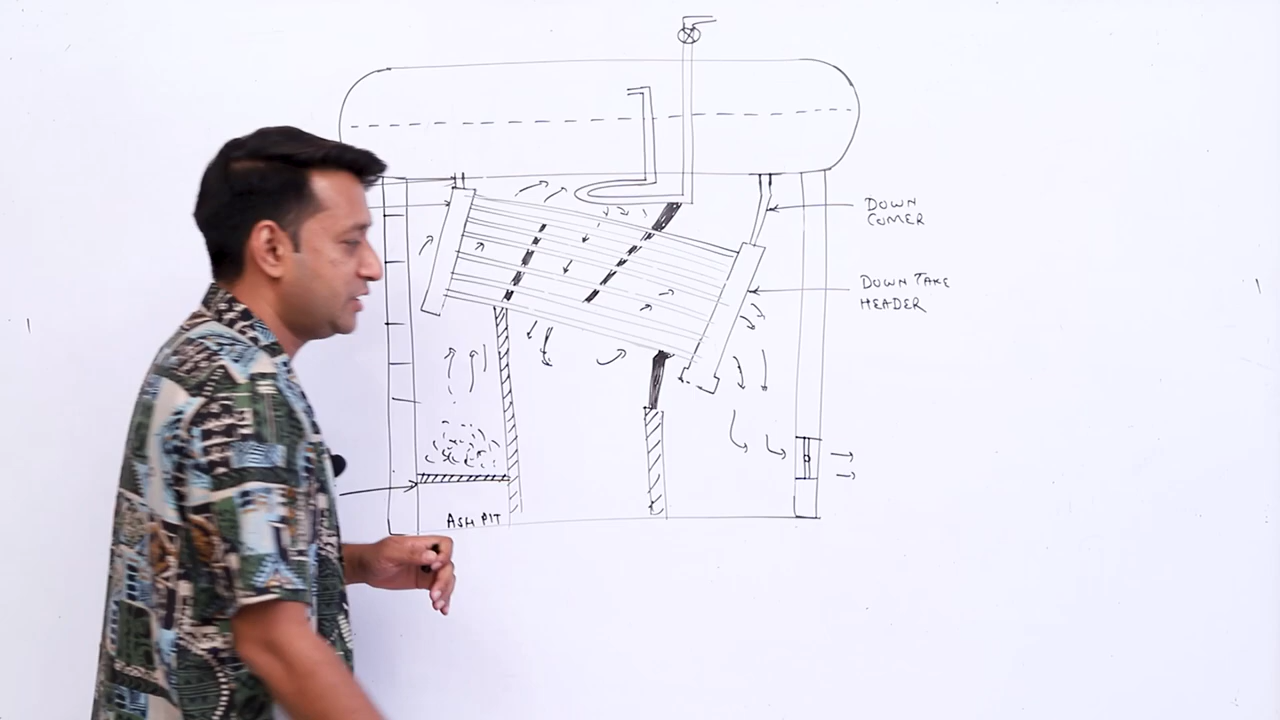 DOWN
COMER
DOWN TAKE
HEADER
ASH PIT